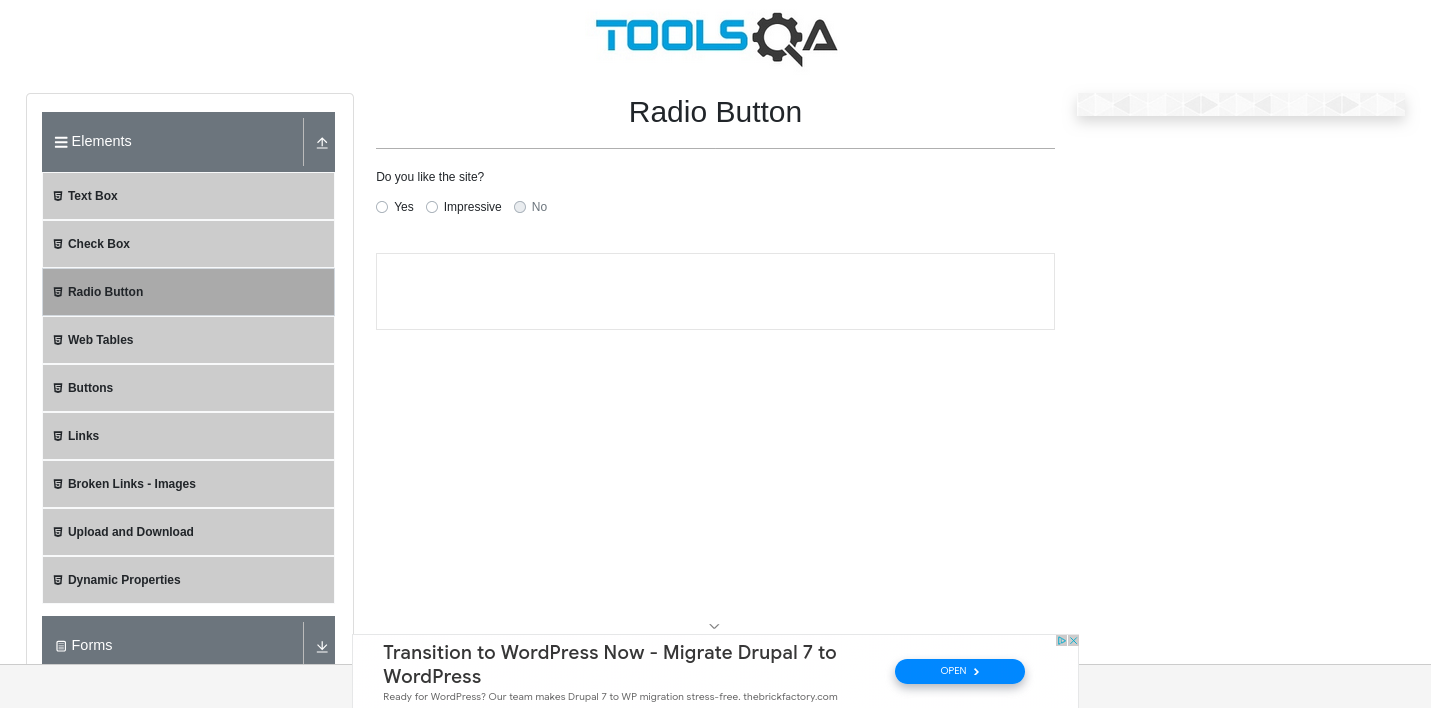 TOOLSQA
Elements
Text Box
Check Box
Radio Button
Web Tables
Buttons
Links
Broken Links - Images
Upload and Download
Dynamic Properties
Forms
Radio Button
Do you like the site?
Yes Impressive No
Transition to WordPress Now - Migrate Drupal 7 to
WordPress
Ready for WordPress? Our team makes Drupal 7 to WP migration stress-free. thebrickfactory.com
OPEN